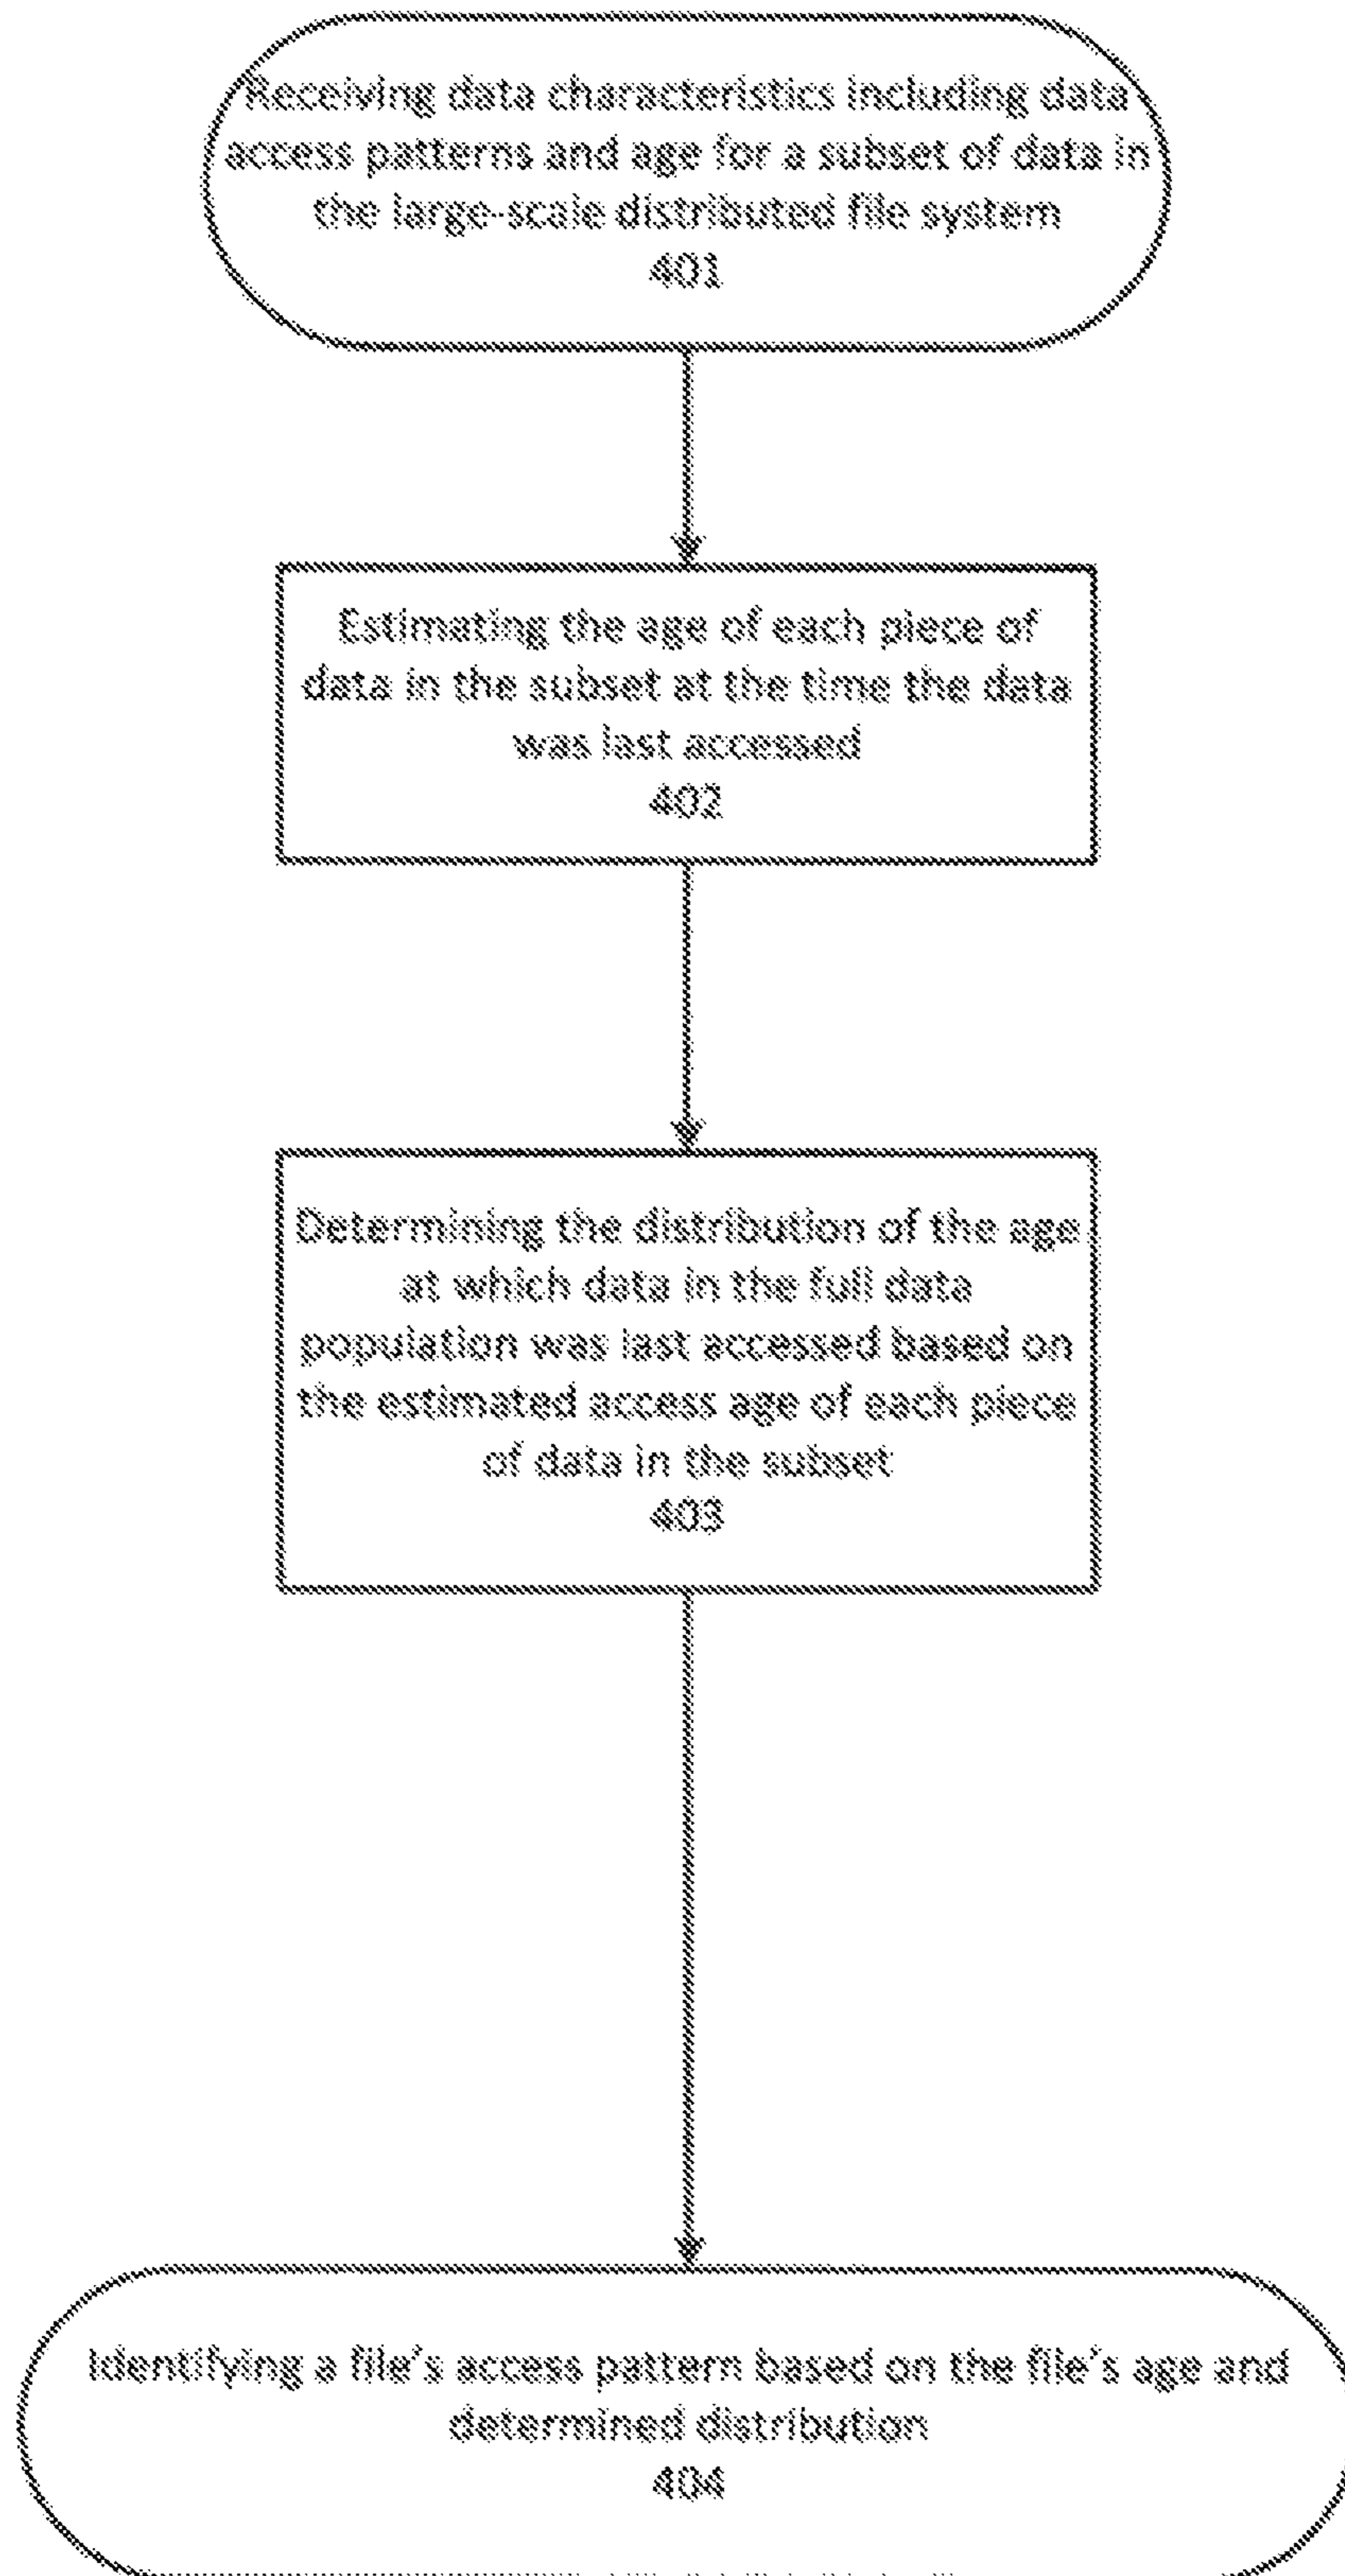 Receiving data characteristics including data
access patterns and age for a subset of data in
the large-scale distributed file system
401
Estimating the age of each piece of
data in the subset at the time the data
was last accessed
402
Determining the distribution of the age
at which data in the full data
population was last accessed based on
the estimated access age of each piece
of data in the subset
403
Identifying a file's access pattern based on the file's age and
determined distribution
404